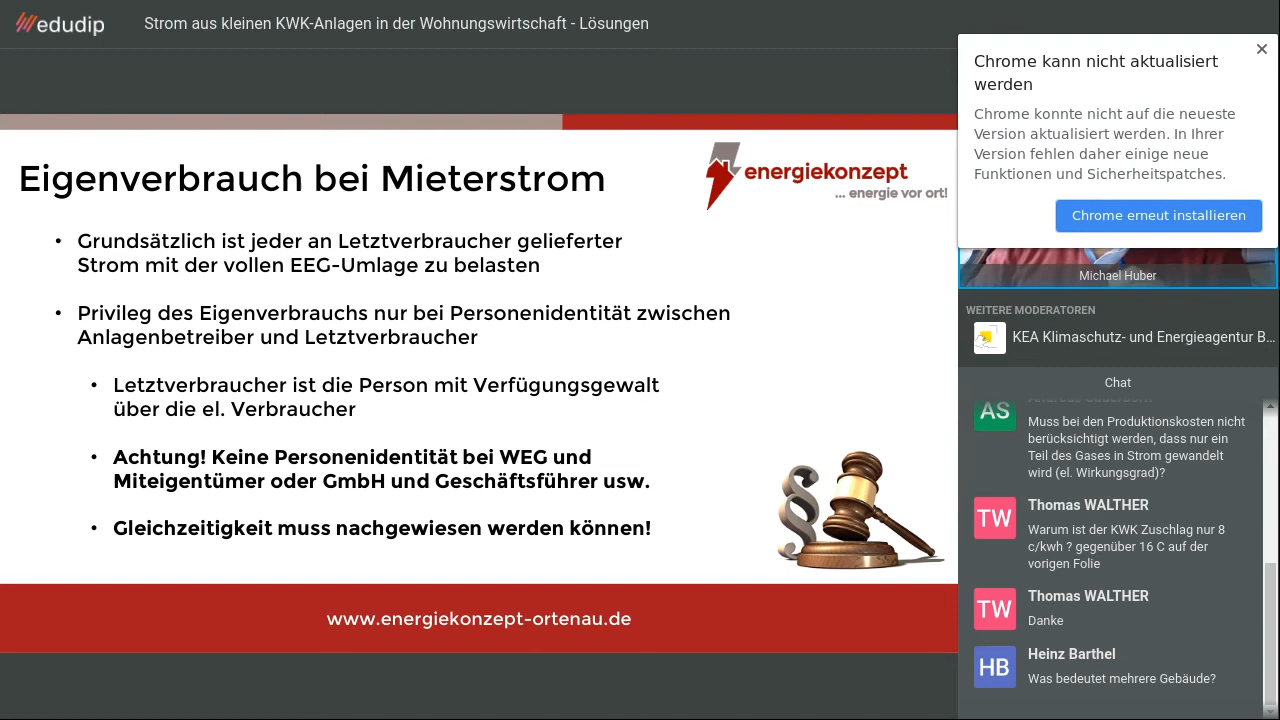 edudip
Strom aus kleinen KWK-Anlagen in der Wohnungswirtschaft - Lösungen
Eigenverbrauch bei Mieterstrom
energiekonzept
... energie vor ort!
• Grundsätzlich ist jeder an Letztverbraucher gelieferter
Strom mit der vollen EEG-Umlage zu belasten
• Privileg des Eigenverbrauchs nur bei Personenidentität zwischen
Anlagenbetreiber und Letztverbraucher
• Letztverbraucher ist die Person mit Verfügungsgewalt
über die el. Verbraucher
• Achtung! Keine Personenidentität bei WEG und
Miteigentümer oder GmbH und Geschäftsführer usw.
• Gleichzeitigkeit muss nachgewiesen werden können!
www.energiekonzept-ortenau.de
Chrome kann nicht aktualisiert
werden
Chrome konnte nicht auf die neueste
Version aktualisiert werden. In Ihrer
Version fehlen daher einige neue
Funktionen und Sicherheitspatches.
Chrome erneut installieren
Michael Huber
WEITERE MODERATOREN
KEA Klimaschutz- und Energieagentur B...
Chat
AS
Muss bei den Produktionskosten nicht
berücksichtigt werden, dass nur ein
Teil des Gases in Strom gewandelt
wird (el. Wirkungsgrad)?
TW
Thomas WALTHER
Warum ist der KWK Zuschlag nur 8
c/kwh ? gegenüber 16 C auf der
vorigen Folie
TW
Thomas WALTHER
Danke
HB
Heinz Barthel
Was bedeutet mehrere Gebäude?